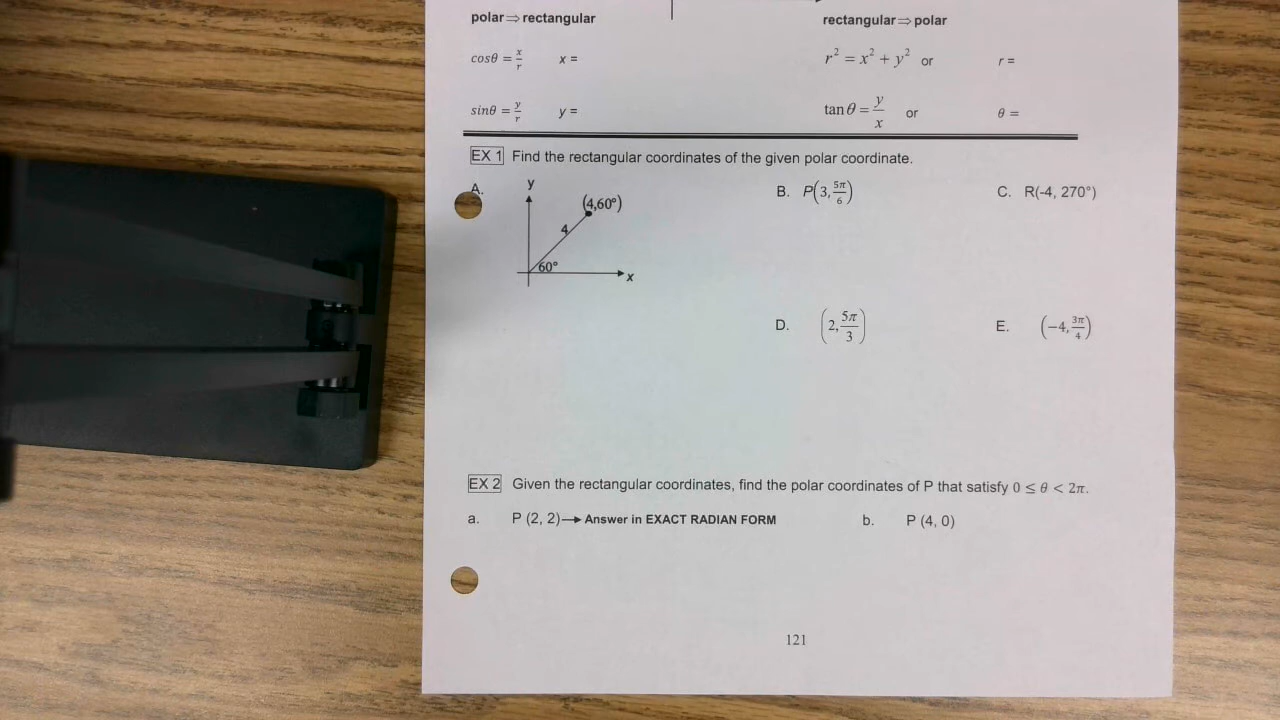 polar⇒rectangular rectangular⇒polar
cosθ = x/r x = r² = x² + y² or r =
sinθ = y/r y = tan θ = y/x or θ =
EX 1 Find the rectangular coordinates of the given polar coordinate.
A. y (4,60°) 4 60° x B. P(3, 5π/6) C. R(-4, 270°)
D. (2, 5π/3) E. (−4, 3π/4)
EX 2 Given the rectangular coordinates, find the polar coordinates of P that satisfy 0 ≤ θ < 2π.
a. P (2, 2)→ Answer in EXACT RADIAN FORM b. P (4, 0)
121